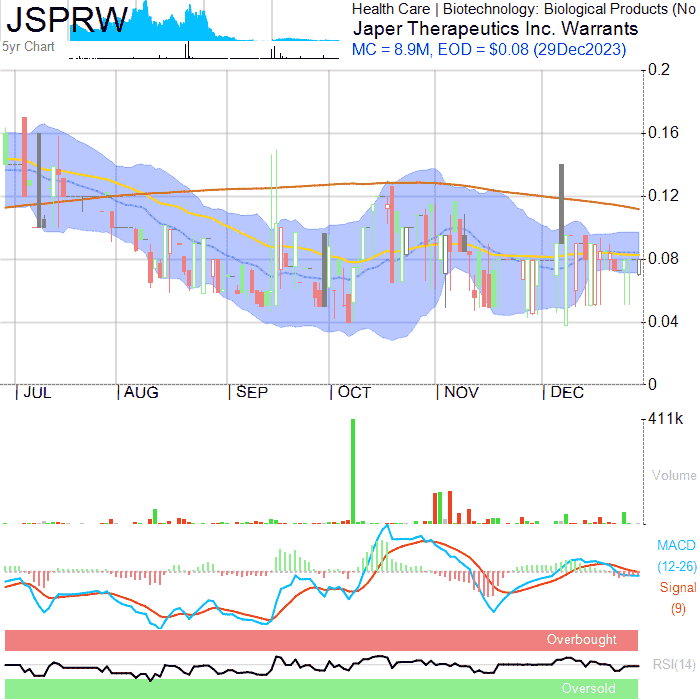 JSPRW
5yr Chart
Health Care | Biotechnology: Biological Products (No
Japer Therapeutics Inc. Warrants
MC = 8.9M, EOD = $0.08 (29Dec2023)
0.2
0.16
0.12
0.08
0.04
0
| JUL | AUG | SEP | OCT | NOV | DEC
411k
Volume
MACD
(12-26)
Signal
(9)
Overbought
RSI(14)
Oversold